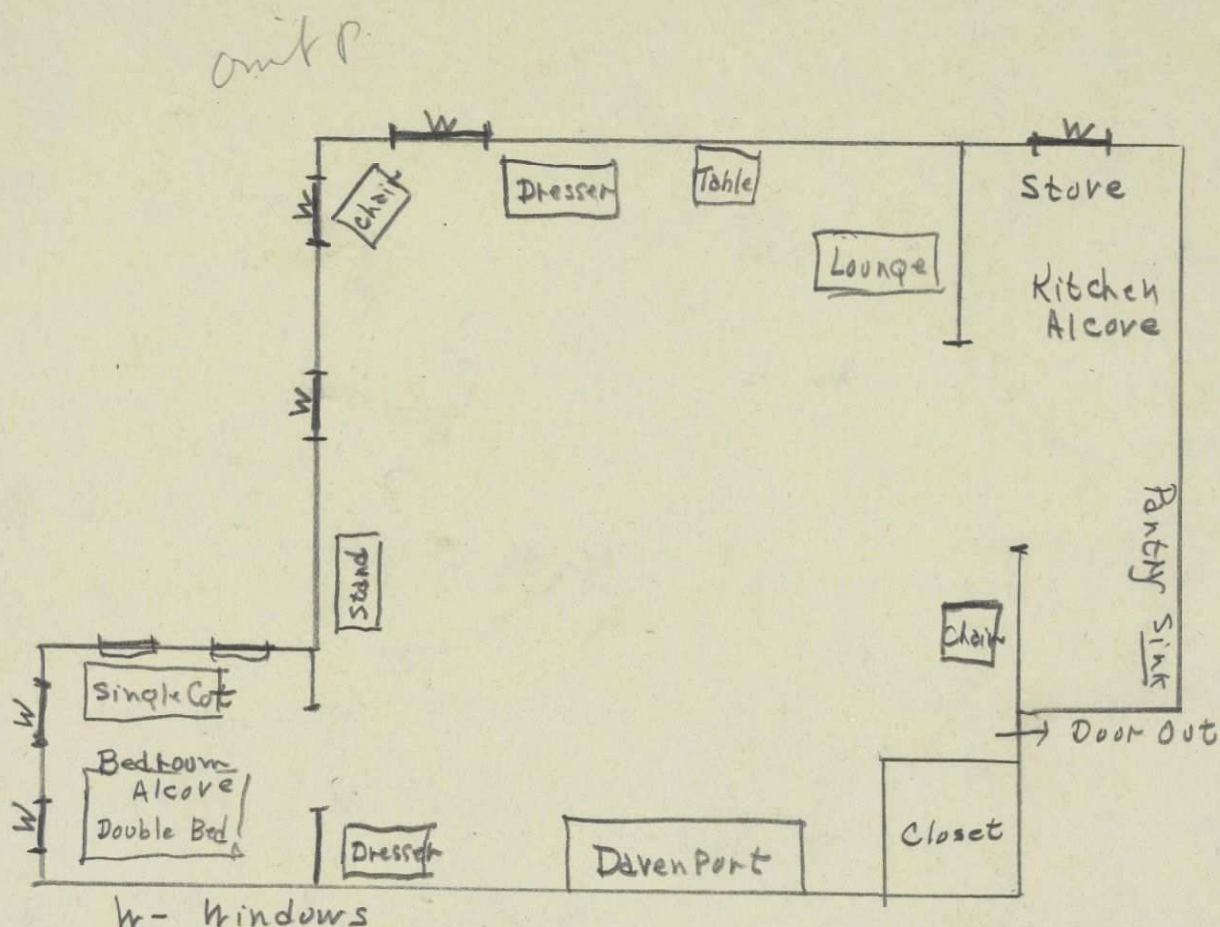 omit p.
W
W
W
Chair
Dresser
Table
Stove
Lounge
Kitchen
Alcove
W
Stand
Pantry Sink
Chair
Single Cot
W
Door Out
Bedroom
Alcove
Double Bed
W
Dresser
Davenport
Closet
W- Windows